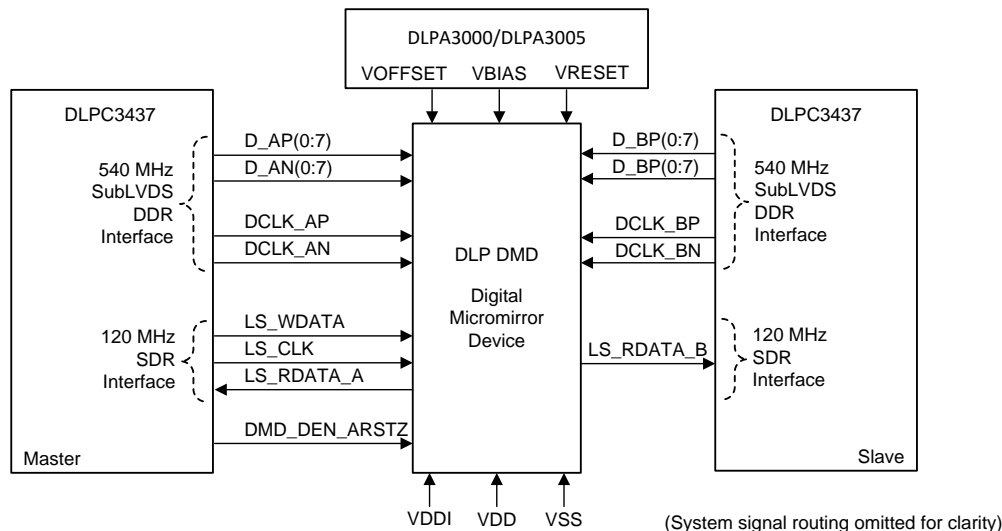 DLPA3000/DLPA3005
VOFFSET VBIAS VRESET
DLPC3437
540 MHz
SubLVDS
DDR
Interface
120 MHz
SDR
Interface
Master
D_AP(0:7)
D_AN(0:7)
DCLK_AP
DCLK_AN
LS_WDATA
LS_CLK
LS_RDATA_A
DMD_DEN_ARSTZ
DLP DMD
Digital
Micromirror
Device
VDDI VDD VSS
D_BP(0:7)
D_BP(0:7)
DCLK_BP
DCLK_BN
LS_RDATA_B
DLPC3437
540 MHz
SubLVDS
DDR
Interface
120 MHz
SDR
Interface
Slave
(System signal routing omitted for clarity)